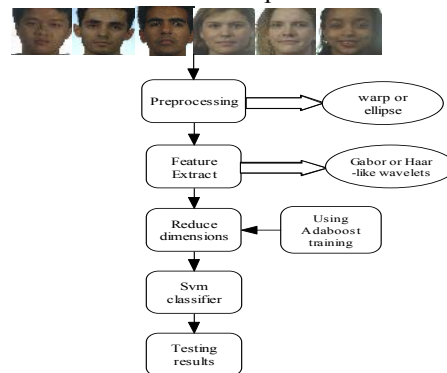 Preprocessing
warp or
ellipse
Feature
Extract
Gabor or Haar
-like wavelets
Reduce
dimensions
Using
Adaboost
training
Svm
classifier
Testing
results